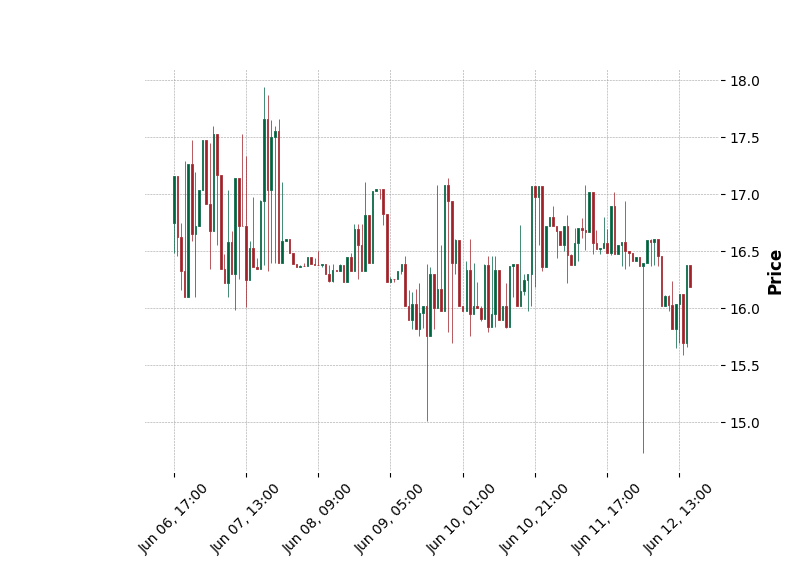 18.0
17.5
17.0
16.5
16.0
15.5
15.0
Price
Jun 06, 17:00
Jun 07, 13:00
Jun 08, 09:00
Jun 09, 05:00
Jun 10, 01:00
Jun 10, 21:00
Jun 11, 17:00
Jun 12, 13:00